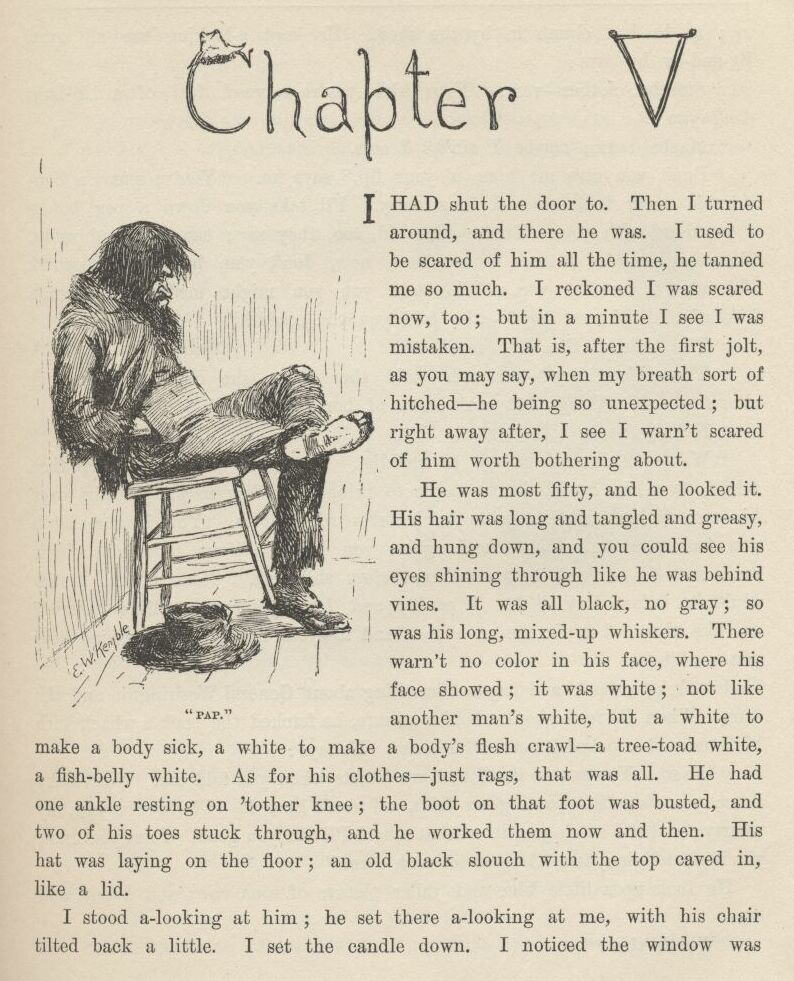 Chapter V
I HAD shut the door to. Then I turned
around, and there he was. I used to
be scared of him all the time, he tanned
me so much. I reckoned I was scared
now, too; but in a minute I see I was
mistaken. That is, after the first jolt,
as you may say, when my breath sort of
hitched—he being so unexpected; but
right away after, I see I warn't scared
of him worth bothering about.
He was most fifty, and he looked it.
His hair was long and tangled and greasy,
and hung down, and you could see his
eyes shining through like he was behind
vines. It was all black, no gray; so
was his long, mixed-up whiskers. There
warn't no color in his face, where his
face showed; it was white; not like
another man's white, but a white to
E.W. Kemble
"PAP."
make a body sick, a white to make a body's flesh crawl—a tree-toad white,
a fish-belly white. As for his clothes—just rags, that was all. He had
one ankle resting on 'tother knee; the boot on that foot was busted, and
two of his toes stuck through, and he worked them now and then. His
hat was laying on the floor; an old black slouch with the top caved in,
like a lid.
I stood a-looking at him; he set there a-looking at me, with his chair
tilted back a little. I set the candle down. I noticed the window was